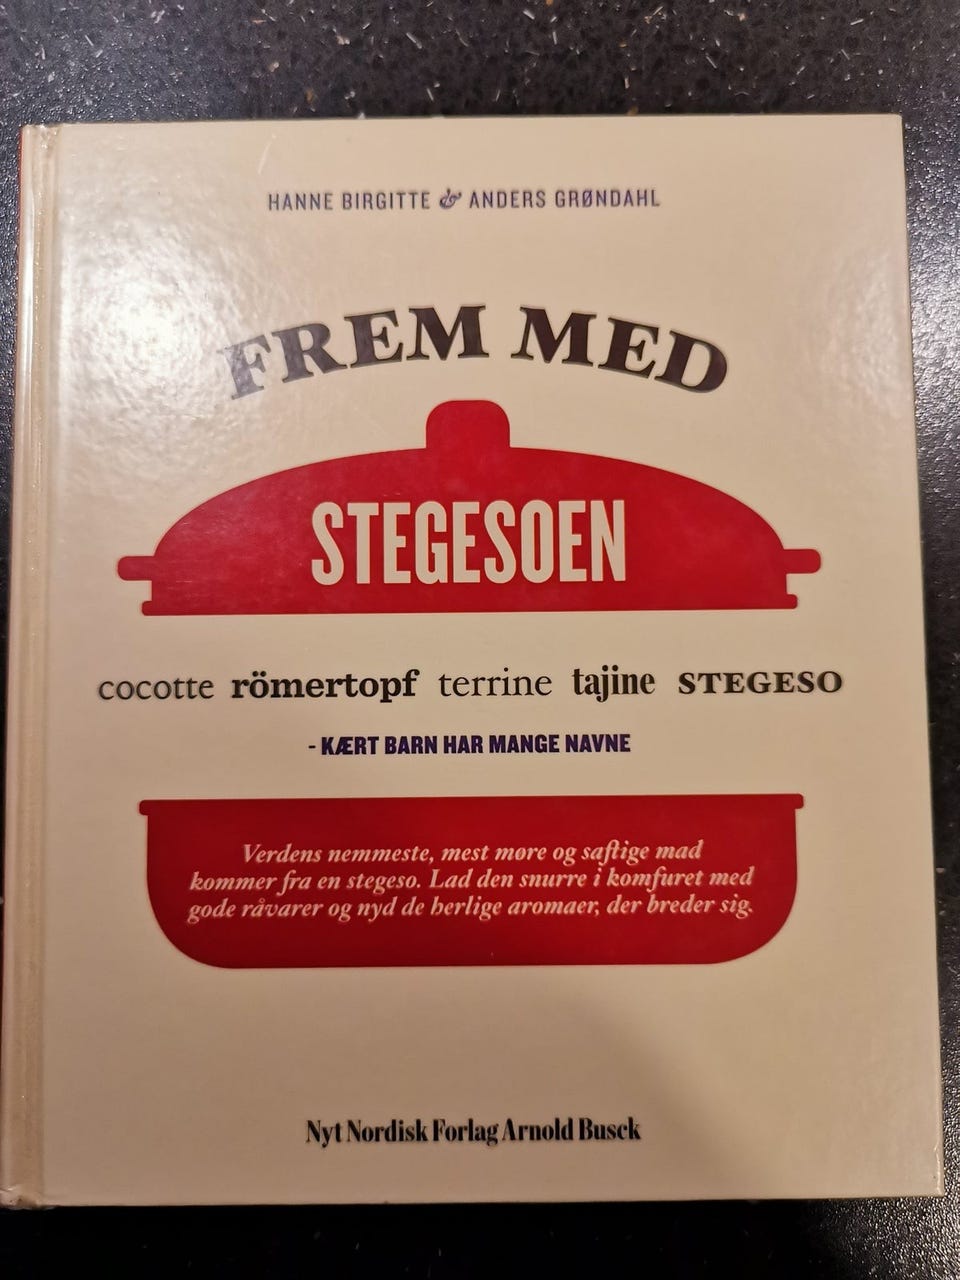 HANNE BIRGITTE & ANDERS GRØNDAHL
FREM MED
STEGESOEN
cocotte römertopf terrine tajine STEGESO
- KÆRT BARN HAR MANGE NAVNE
Verdens nemmeste, mest møre og saftige mad
kommer fra en stegeso. Lad den snurre i komfuret med
gode råvarer og nyd de herlige aromaer, der breder sig.
Nyt Nordisk Forlag Arnold Busck